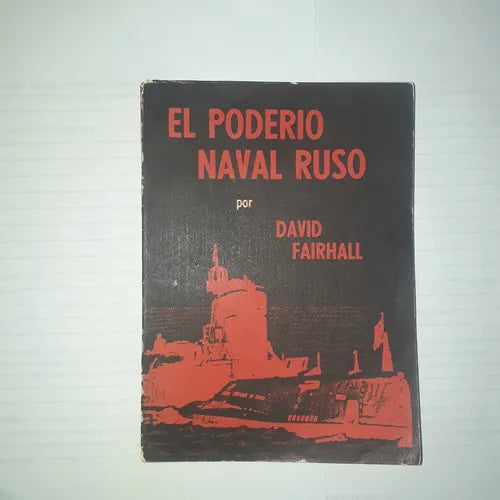 EL PODERIO
NAVAL RUSO
por
DAVID
FAIRHALL